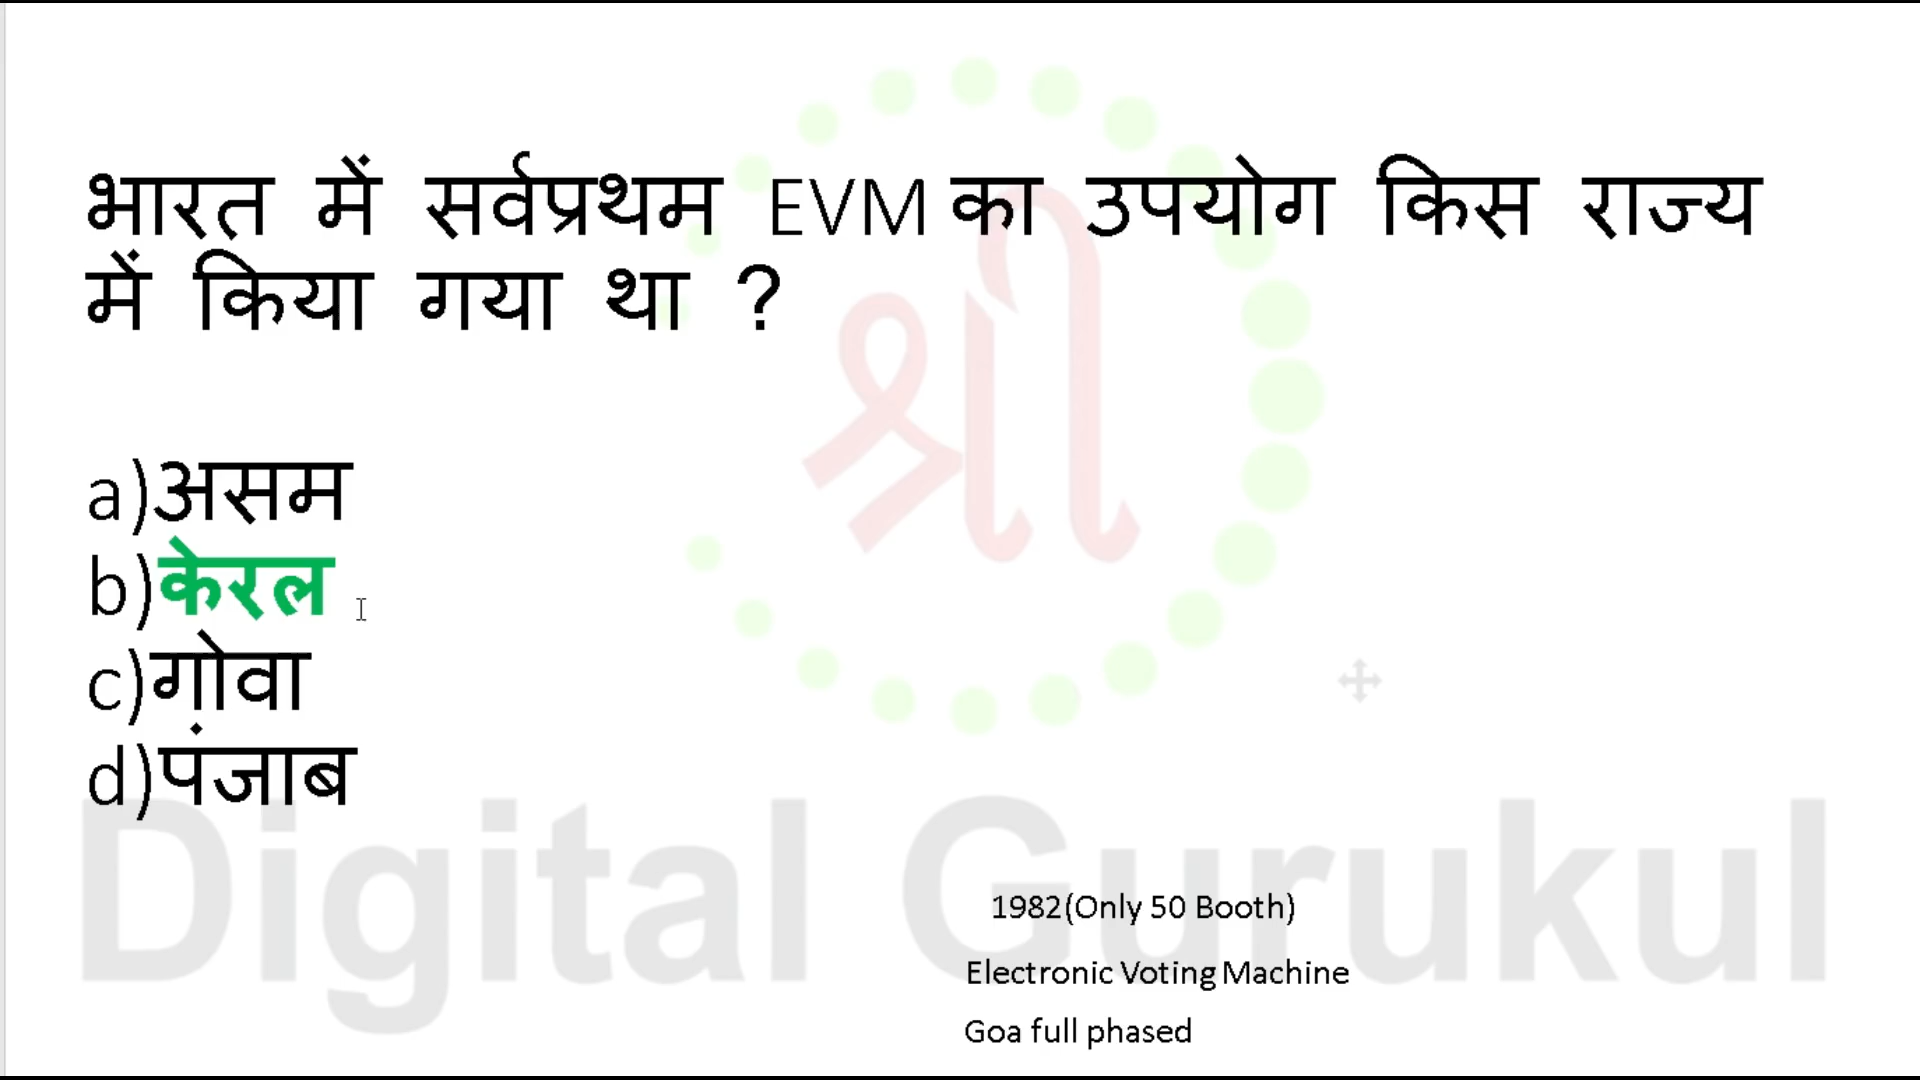 भारत में सर्वप्रथम EVM का उपयोग किस राज्य
में किया गया था ?
a)असम
b)केरल
c)गोवा
d)पंजाब
श्री
Digital Gurukul
1982(Only 50 Booth)
Electronic Voting Machine
Goa full phased